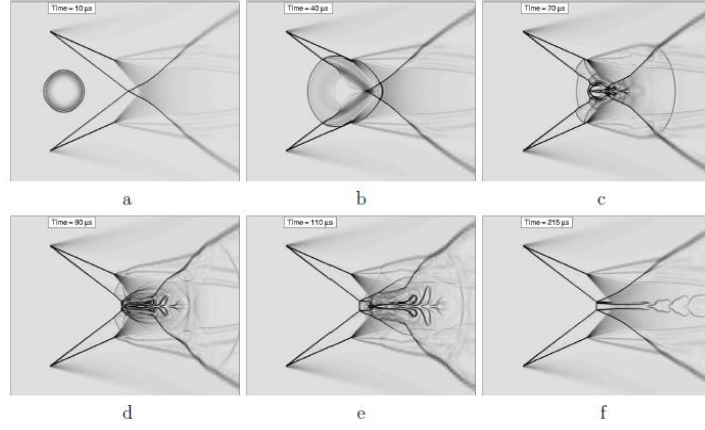 Time = 10 µs
Time = 40 µs
Time = 70 µs
a
b
c
Time = 90 µs
Time = 110 µs
Time = 215 µs
d
e
f